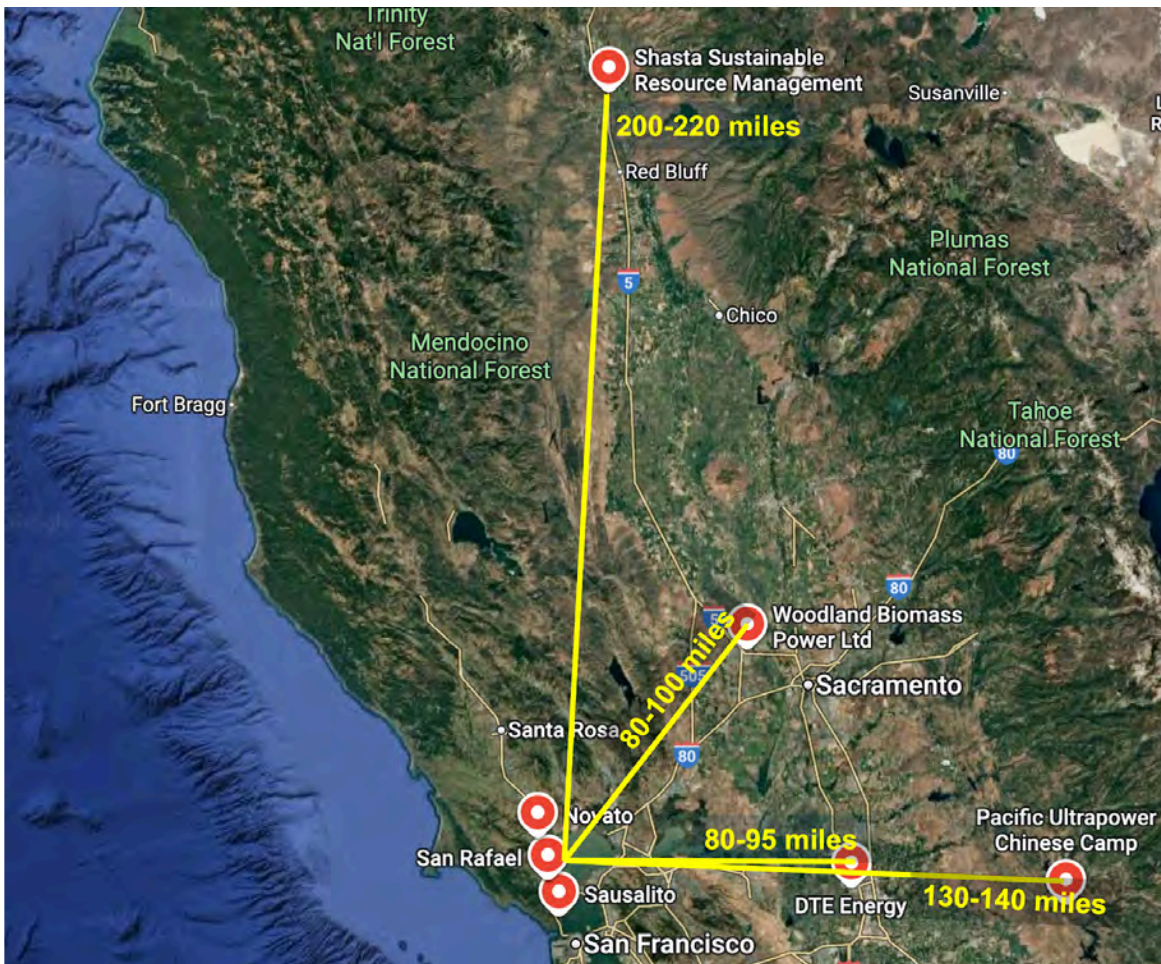 Trinity
Nat'l Forest
Shasta Sustainable
Resource Management
Susanville
L
R
200-220 miles
Red Bluff
Plumas
National Forest
5
Chico
Mendocino
National Forest
Fort Bragg
Tahoe
National Forest
80
80
5
Woodland Biomass
Power Ltd
505
80-100 miles
Sacramento
Santa Rosa
80
Novato
80-95 miles
Pacific Ultrapower
Chinese Camp
San Rafael
Sausalito
DTE Energy
130-140 miles
San Francisco